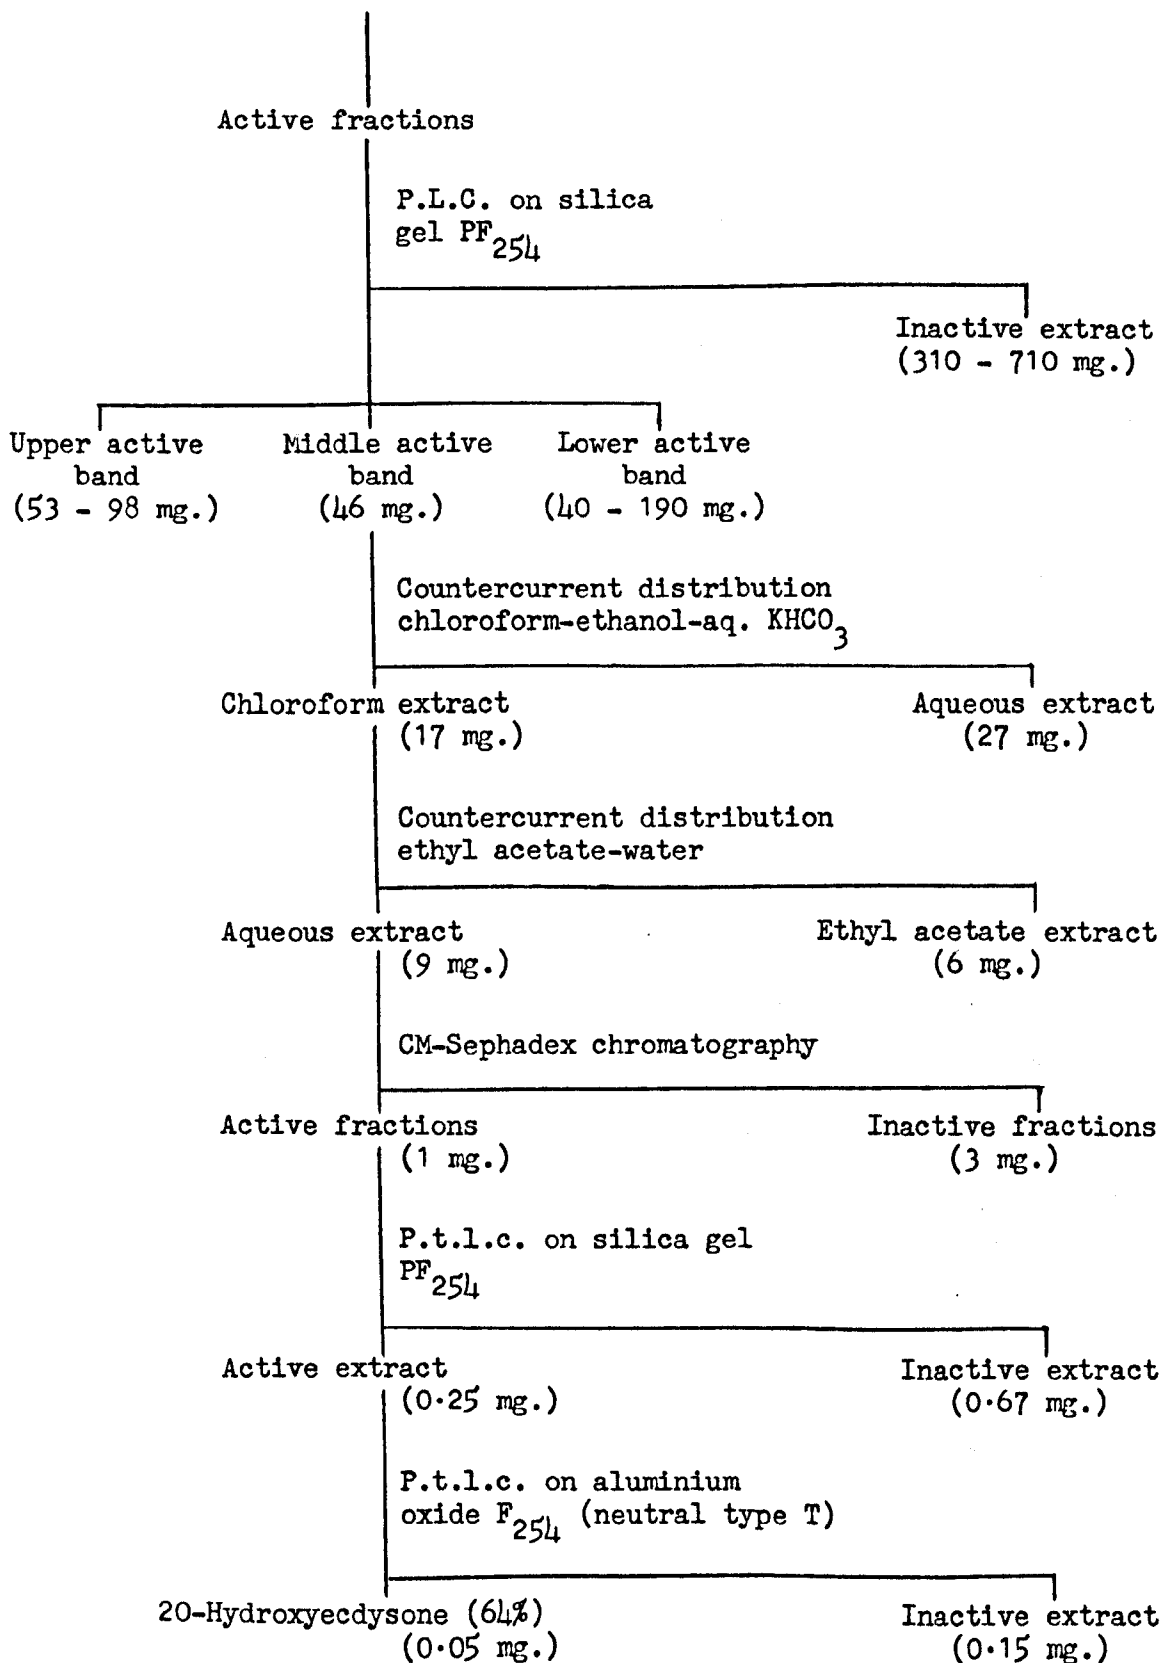 Active fractions
P.L.C. on silica
gel PF254
Inactive extract
(310 - 710 mg.)
Upper active
band
(53 - 98 mg.)
Middle active
band
(46 mg.)
Lower active
band
(40 - 190 mg.)
Countercurrent distribution
chloroform-ethanol-aq. KHCO3
Chloroform extract
(17 mg.)
Aqueous extract
(27 mg.)
Countercurrent distribution
ethyl acetate-water
Aqueous extract
(9 mg.)
Ethyl acetate extract
(6 mg.)
CM-Sephadex chromatography
Active fractions
(1 mg.)
Inactive fractions
(3 mg.)
P.t.l.c. on silica gel
PF254
Active extract
(0·25 mg.)
Inactive extract
(0·67 mg.)
P.t.l.c. on aluminium
oxide F254 (neutral type T)
20-Hydroxyecdysone (64%)
(0·05 mg.)
Inactive extract
(0·15 mg.)